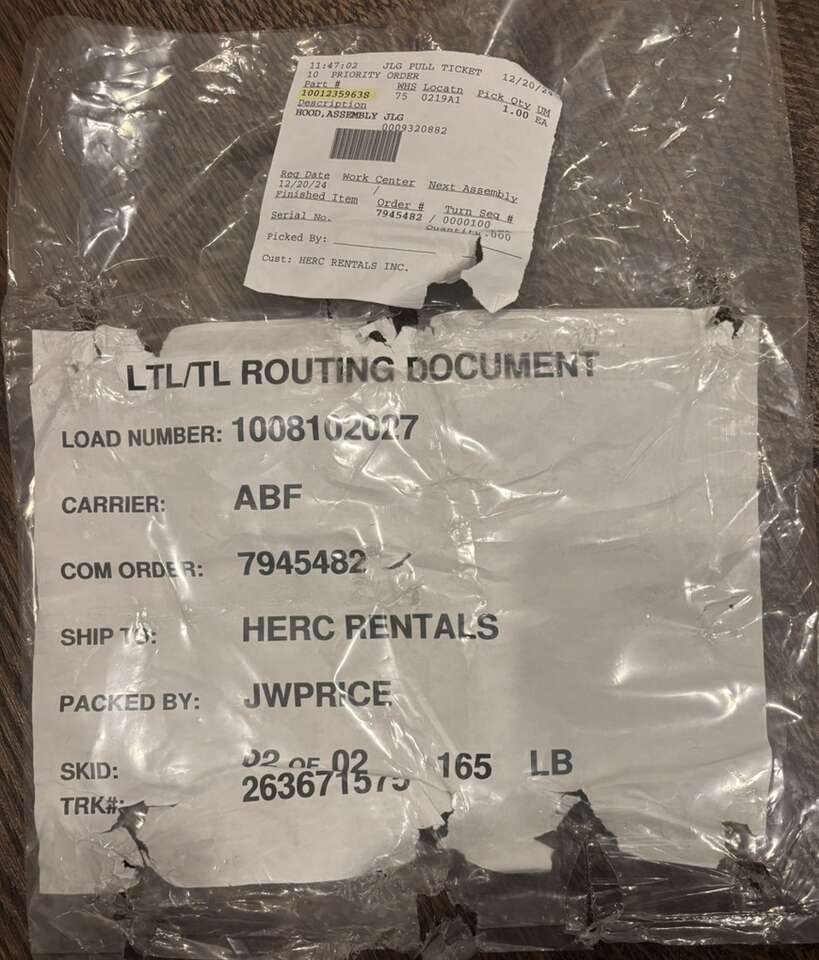 11:47:02 JLG PULL TICKET 12/20/24
10 PRIORITY ORDER
Part # WHS Locatn Pick Qty UM
1001235963S 75 0219A1 1.00 EA
Description
HOOD,ASSEMBLY JLG
0009320882
Req Date Work Center Next Assembly
12/20/24 /
Finished Item Order # Turn Seq #
Serial No. 7945482 / 0000100
Quantity .000
Picked By:
Cust: HERC RENTALS INC.
LTL/TL ROUTING DOCUMENT
LOAD NUMBER: 1008102027
CARRIER: ABF
COM ORDER: 7945482 /
SHIP TO: HERC RENTALS
PACKED BY: JWPRICE
SKID: 02 OF 02 165 LB
TRK#: 263671575